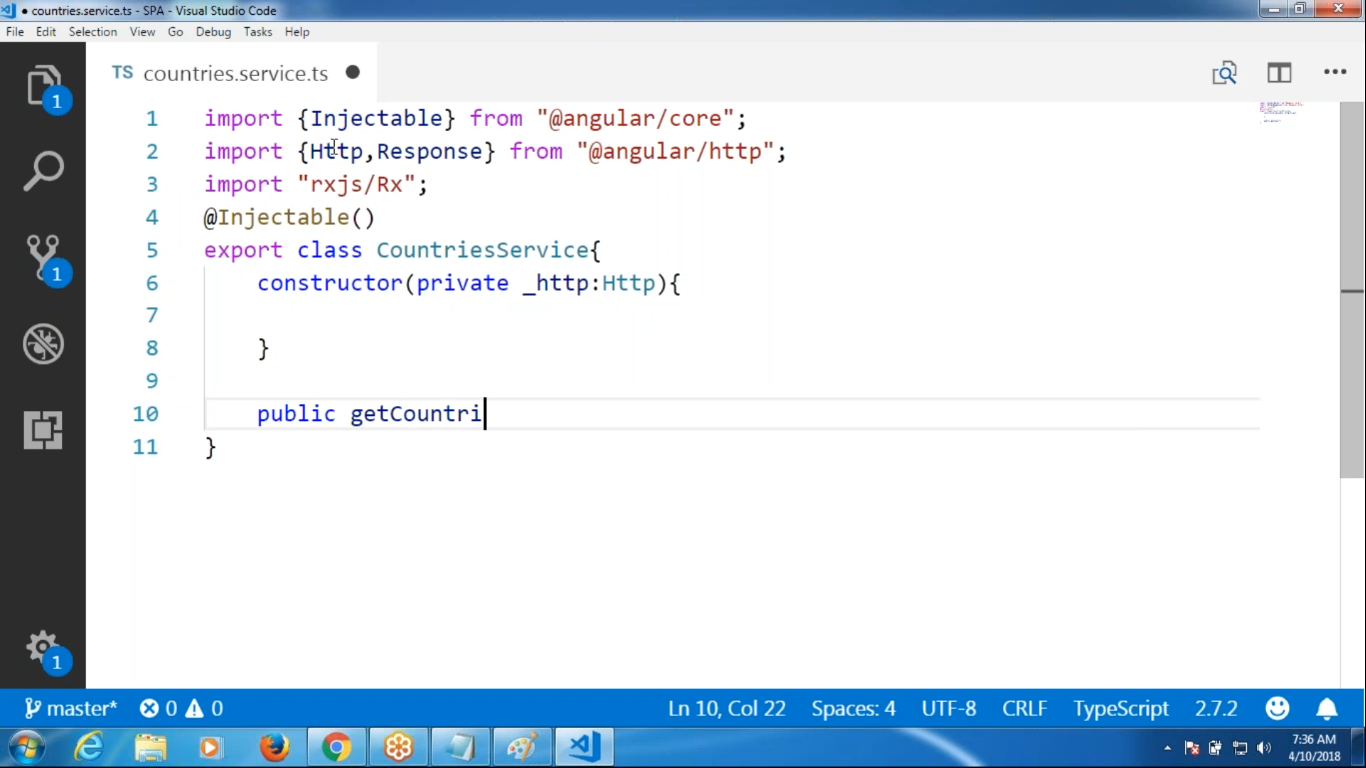 ● countries.service.ts - SPA - Visual Studio Code
File Edit Selection View Go Debug Tasks Help
TS countries.service.ts ●
1 import {Injectable} from "@angular/core";
2 import {Http,Response} from "@angular/http";
3 import "rxjs/Rx";
4 @Injectable()
5 export class CountriesService{
6     constructor(private _http:Http){
7
8     }
9
10     public getCountri
11 }
1
1
1
master* 0 0 Ln 10, Col 22 Spaces: 4 UTF-8 CRLF TypeScript 2.7.2
7:36 AM
4/10/2018